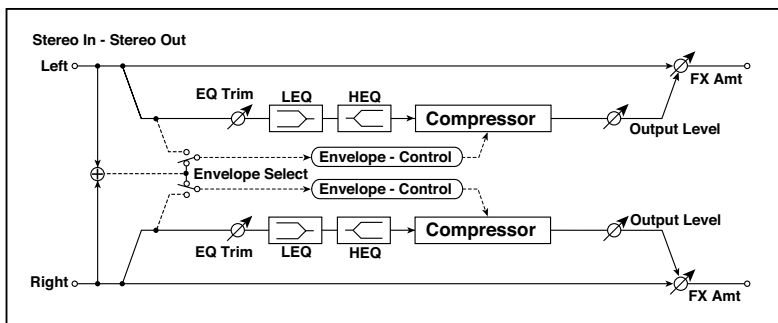 Stereo In - Stereo Out
Left
FX Amt
EQ Trim
LEQ
HEQ
Compressor
Output Level
Envelope - Control
Envelope Select
Envelope - Control
EQ Trim
LEQ
HEQ
Compressor
Output Level
Right
FX Amt